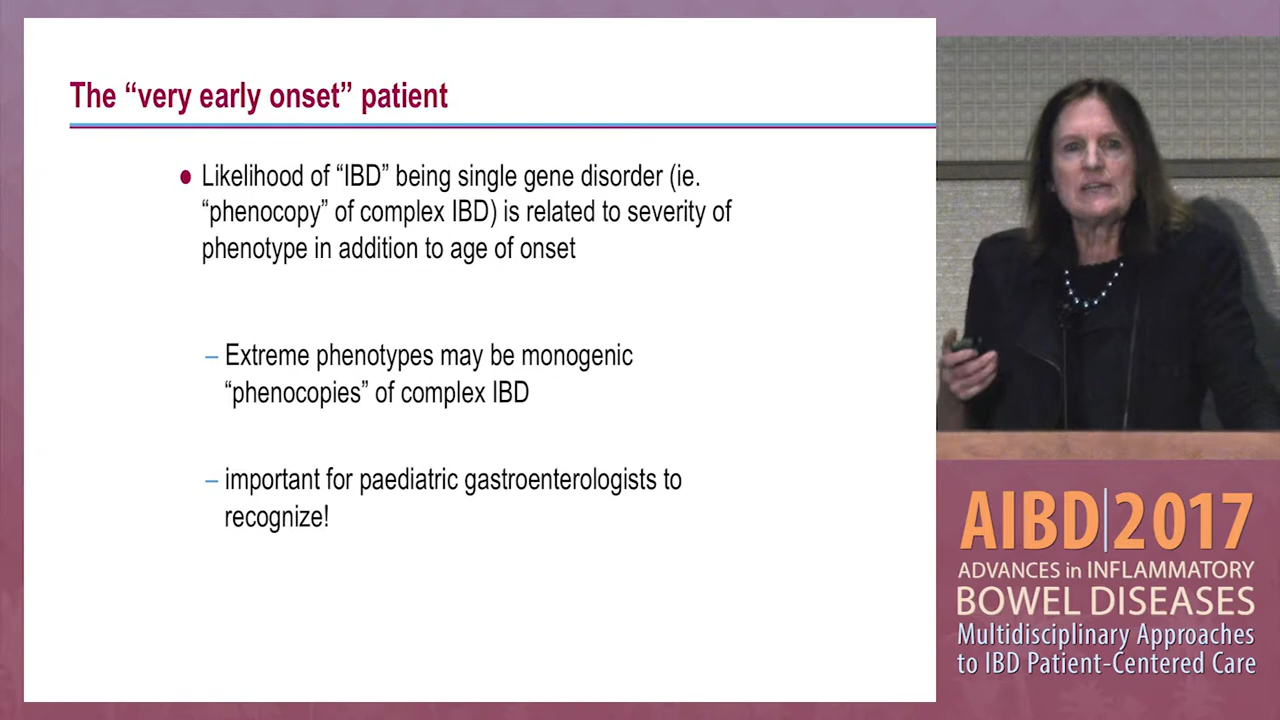 The “very early onset” patient
● Likelihood of “IBD” being single gene disorder (ie.
“phenocopy” of complex IBD) is related to severity of
phenotype in addition to age of onset
– Extreme phenotypes may be monogenic
“phenocopies” of complex IBD
– important for paediatric gastroenterologists to
recognize!
AIBD|2017
ADVANCES in INFLAMMATORY
BOWEL DISEASES
Multidisciplinary Approaches
to IBD Patient-Centered Care